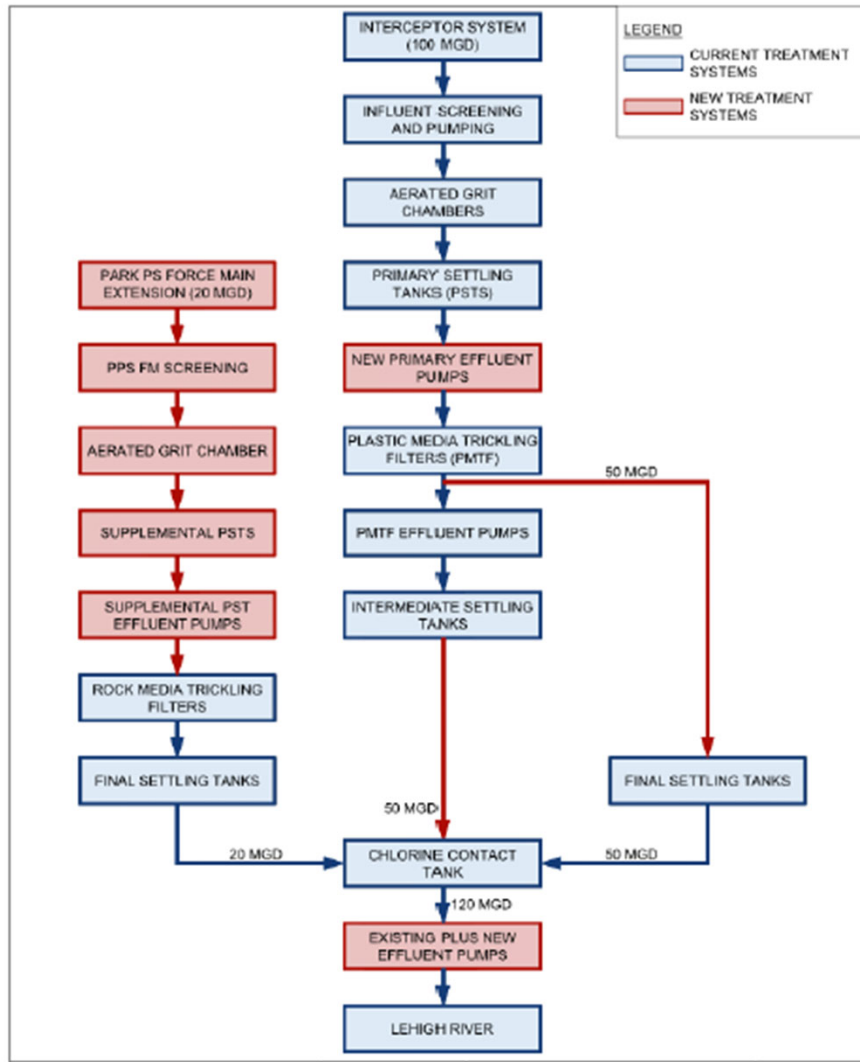 INTERCEPTOR SYSTEM
(100 MGD)
LEGEND
CURRENT TREATMENT
SYSTEMS
NEW TREATMENT
SYSTEMS
INFLUENT SCREENING
AND PUMPING
AERATED GRIT
CHAMBERS
PARK PS FORCE MAIN
EXTENSION (20 MGD)
PRIMARY SETTLING
TANKS (PSTS)
PPS FM SCREENING
NEW PRIMARY EFFLUENT
PUMPS
AERATED GRIT CHAMBER
PLASTIC MEDIA TRICKLING
FILTERS (PMTF)
50 MGD
SUPPLEMENTAL PSTS
PMTF EFFLUENT PUMPS
SUPPLEMENTAL PST
EFFLUENT PUMPS
INTERMEDIATE SETTLING
TANKS
ROCK MEDIA TRICKLING
FILTERS
FINAL SETTLING TANKS
FINAL SETTLING TANKS
50 MGD
20 MGD
CHLORINE CONTACT
TANK
50 MGD
120 MGD
EXISTING PLUS NEW
EFFLUENT PUMPS
LEHIGH RIVER